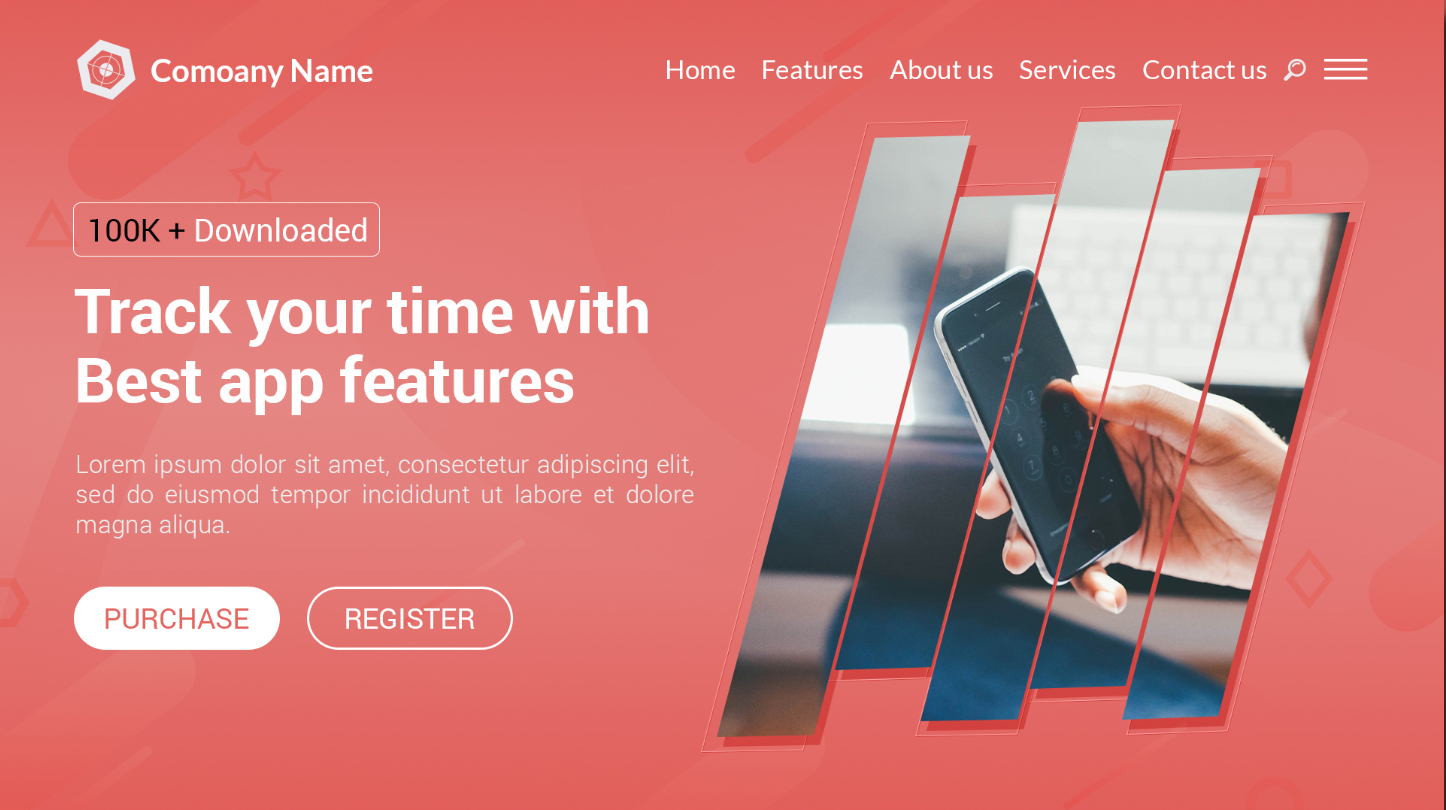 Comoany Name
Home Features About us Services Contact us
100K + Downloaded
Track your time with
Best app features
Lorem ipsum dolor sit amet, consectetur adipiscing elit,
sed do eiusmod tempor incididunt ut labore et dolore
magna aliqua.
PURCHASE REGISTER